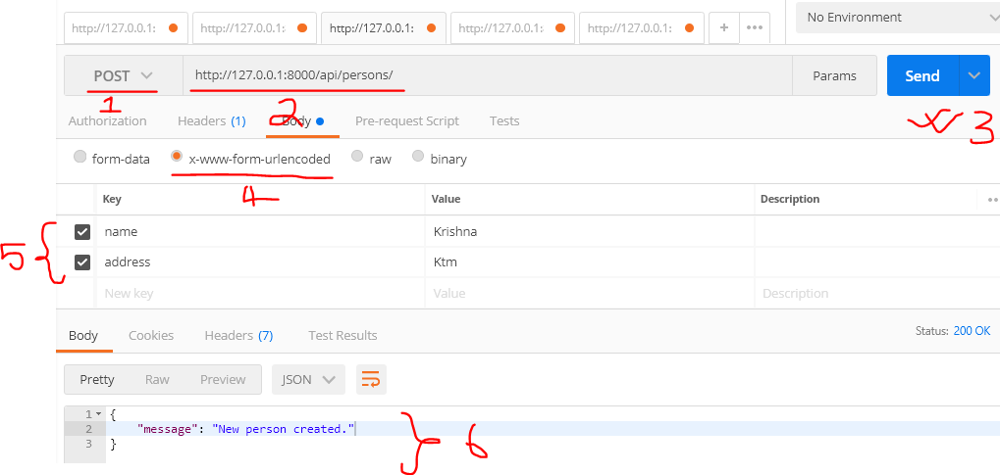 http://127.0.0.1: http://127.0.0.1: http://127.0.0.1: http://127.0.0.1: http://127.0.0.1: + ••• No Environment
POST http://127.0.0.1:8000/api/persons/ Params Send
1 2 3
Authorization Headers (1) Body Pre-request Script Tests
form-data x-www-form-urlencoded raw binary
4
Key Value Description
5
name Krishna
address Ktm
New key Value Description
Body Cookies Headers (7) Test Results Status: 200 OK
Pretty Raw Preview JSON
1 {
2 "message": "New person created."
3 }
6